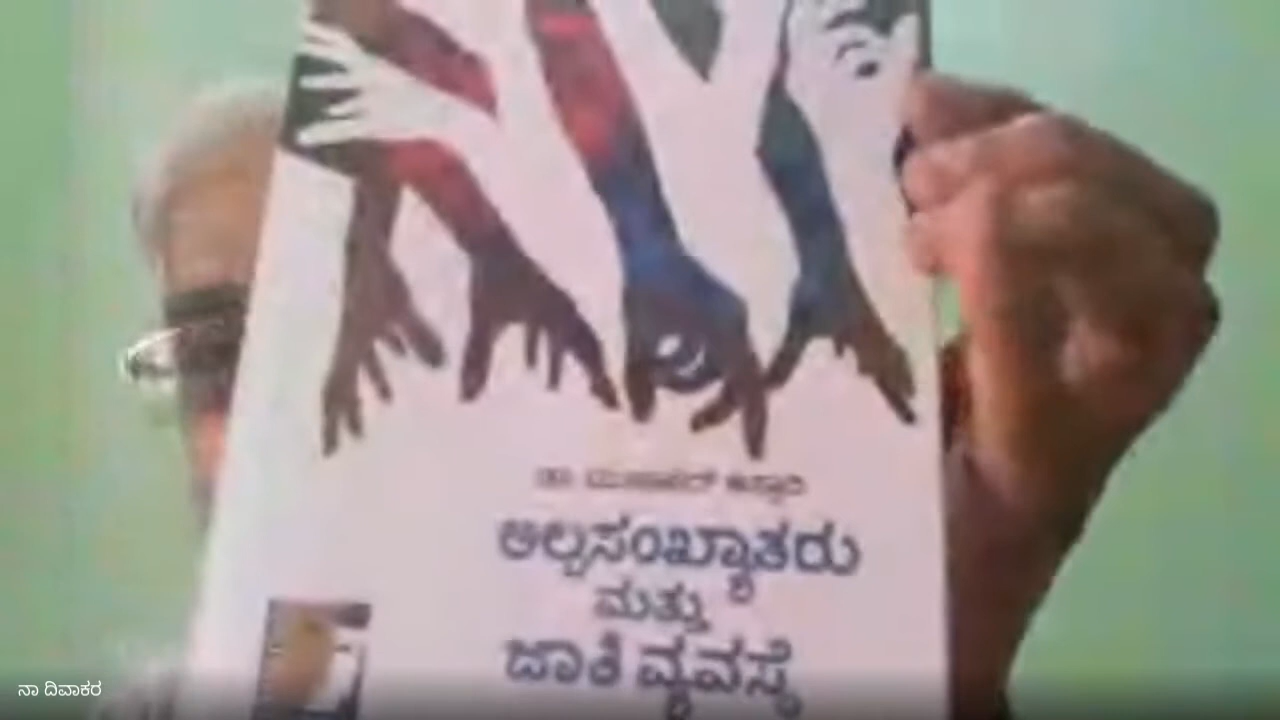 ಡಾ.
ಅಲ್ಪಸಂಖ್ಯಾತರು
ಮತ್ತು
ಜಾತಿ ವ್ಯವಸ್ಥೆ
ನಾ ದಿವಾಕರ